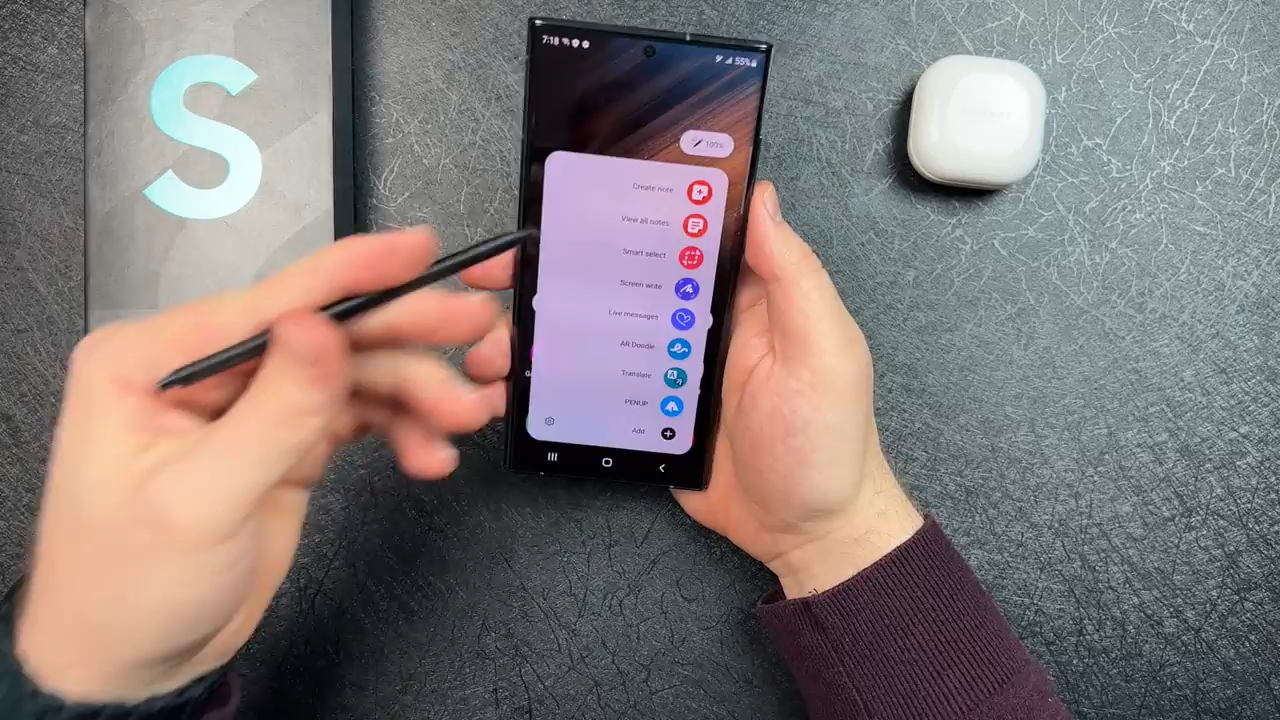 S
7:18
55%
100%
Create note
View all notes
Smart select
Screen write
Live messages
AR Doodle
Translate
PENUP
Add